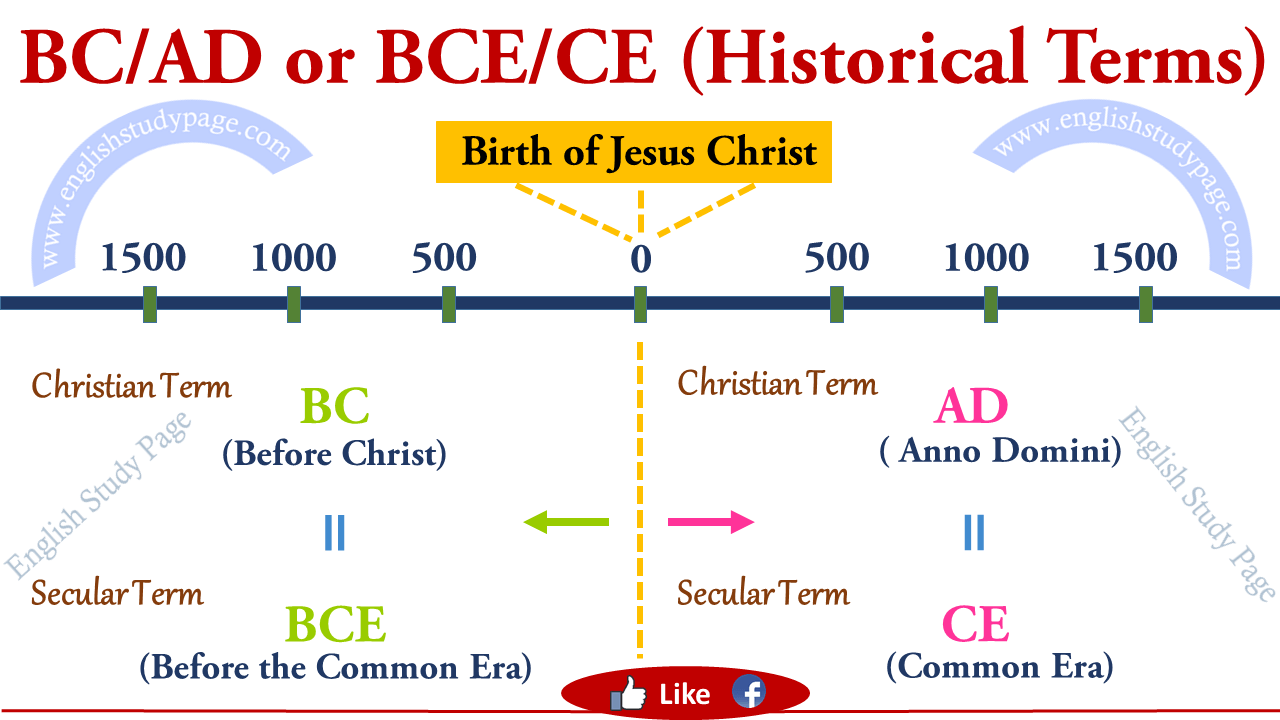 BC/AD or BCE/CE (Historical Terms)
www.englishstudypage.com
www.englishstudypage.com
Birth of Jesus Christ
1500 1000 500 0 500 1000 1500
Christian Term
BC
(Before Christ)
Christian Term
AD
( Anno Domini)
English Study Page
English Study Page
Secular Term
BCE
(Before the Common Era)
Secular Term
CE
(Common Era)
Like f